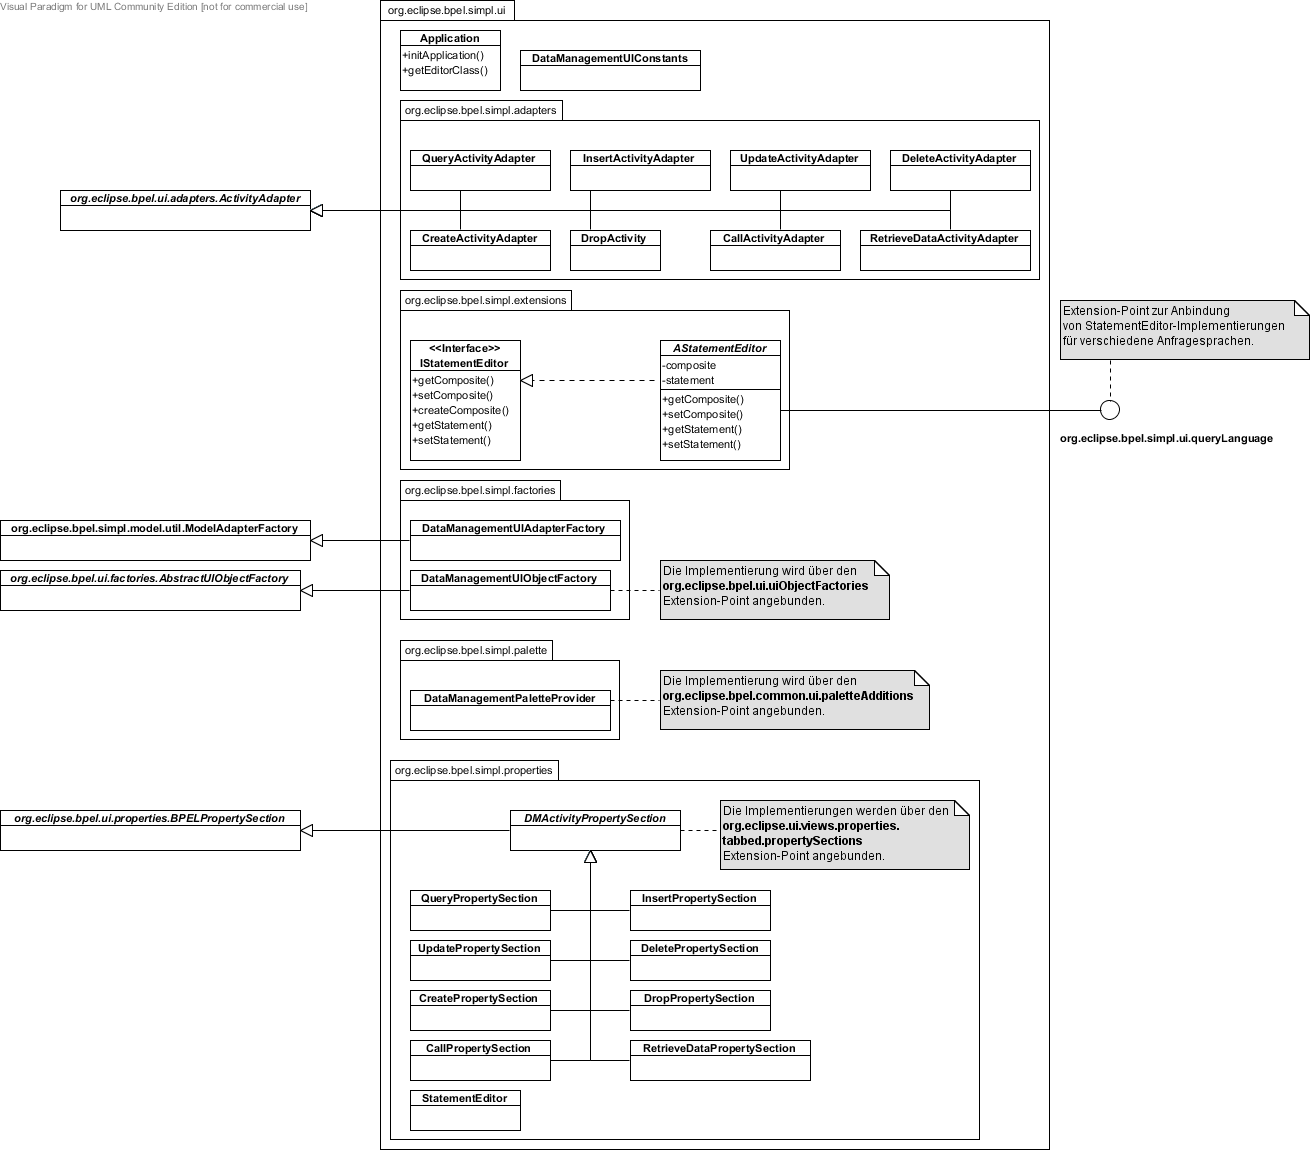 Visual Paradigm for UML Community Edition [not for commercial use]
org.eclipse.bpel.simpl.ui
Application
+initApplication()
+getEditorClass()
DataManagementUIConstants
org.eclipse.bpel.simpl.adapters
QueryActivityAdapter
InsertActivityAdapter
UpdateActivityAdapter
DeleteActivityAdapter
org.eclipse.bpel.ui.adapters.ActivityAdapter
CreateActivityAdapter
DropActivity
CallActivityAdapter
RetrieveDataActivityAdapter
org.eclipse.bpel.simpl.extensions
<<Interface>>
IStatementEditor
+getComposite()
+setComposite()
+createComposite()
+getStatement()
+setStatement()
AStatementEditor
-composite
-statement
+getComposite()
+setComposite()
+getStatement()
+setStatement()
Extension-Point zur Anbindung
von StatementEditor-Implementierungen
für verschiedene Anfragesprachen.
org.eclipse.bpel.simpl.ui.queryLanguage
org.eclipse.bpel.simpl.factories
org.eclipse.bpel.simpl.model.util.ModelAdapterFactory
DataManagementUIAdapterFactory
org.eclipse.bpel.ui.factories.AbstractUIObjectFactory
DataManagementUIObjectFactory
Die Implementierung wird über den
org.eclipse.bpel.ui.uiObjectFactories
Extension-Point angebunden.
org.eclipse.bpel.simpl.palette
DataManagementPaletteProvider
Die Implementierung wird über den
org.eclipse.bpel.common.ui.paletteAdditions
Extension-Point angebunden.
org.eclipse.bpel.simpl.properties
org.eclipse.bpel.ui.properties.BPELPropertySection
DMActivityPropertySection
Die Implementierungen werden über den
org.eclipse.ui.views.properties.
tabbed.propertySections
Extension-Point angebunden.
QueryPropertySection
InsertPropertySection
UpdatePropertySection
DeletePropertySection
CreatePropertySection
DropPropertySection
CallPropertySection
RetrieveDataPropertySection
StatementEditor